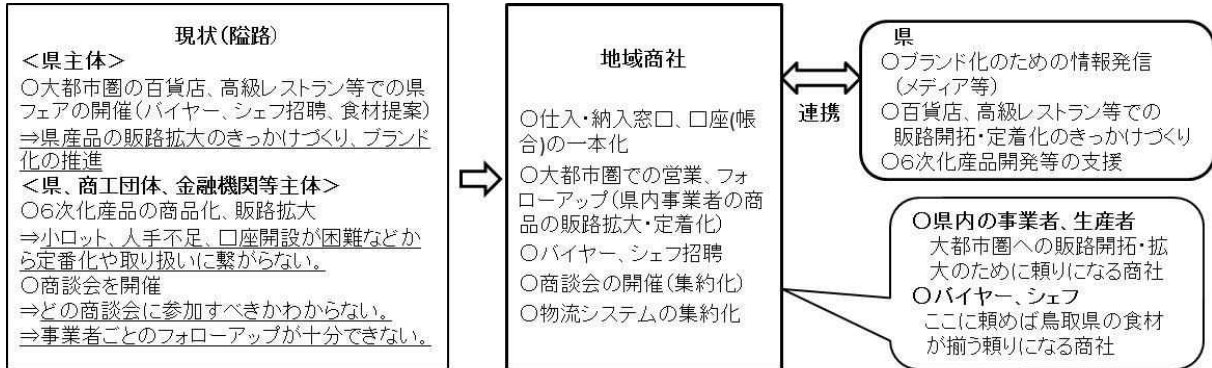 現状(隘路)
＜県主体＞
○大都市圏の百貨店、高級レストラン等での県
フェアの開催(バイヤー、シェフ招聘、食材提案)
⇒県産品の販路拡大のきっかけづくり、ブランド
化の推進
＜県、商工団体、金融機関等主体＞
○6次化産品の商品化、販路拡大
⇒小ロット、人手不足、口座開設が困難などか
ら定番化や取り扱いに繋がらない。
○商談会を開催
⇒どの商談会に参加すべきかわからない。
⇒事業者ごとのフォローアップが十分できない。
地域商社
○仕入・納入窓口、口座(帳
合)の一本化
○大都市圏での営業、フォ
ローアップ(県内事業者の商
品の販路拡大・定着化)
○バイヤー、シェフ招聘
○商談会の開催(集約化)
○物流システムの集約化
連携
県
○ブランド化のための情報発信
(メディア等)
○百貨店、高級レストラン等での
販路開拓・定着化のきっかけづくり
○6次化産品開発等の支援
○県内の事業者、生産者
大都市圏への販路開拓・拡
大のために頼りになる商社
○バイヤー、シェフ
ここに頼めば鳥取県の食材
が揃う頼りになる商社